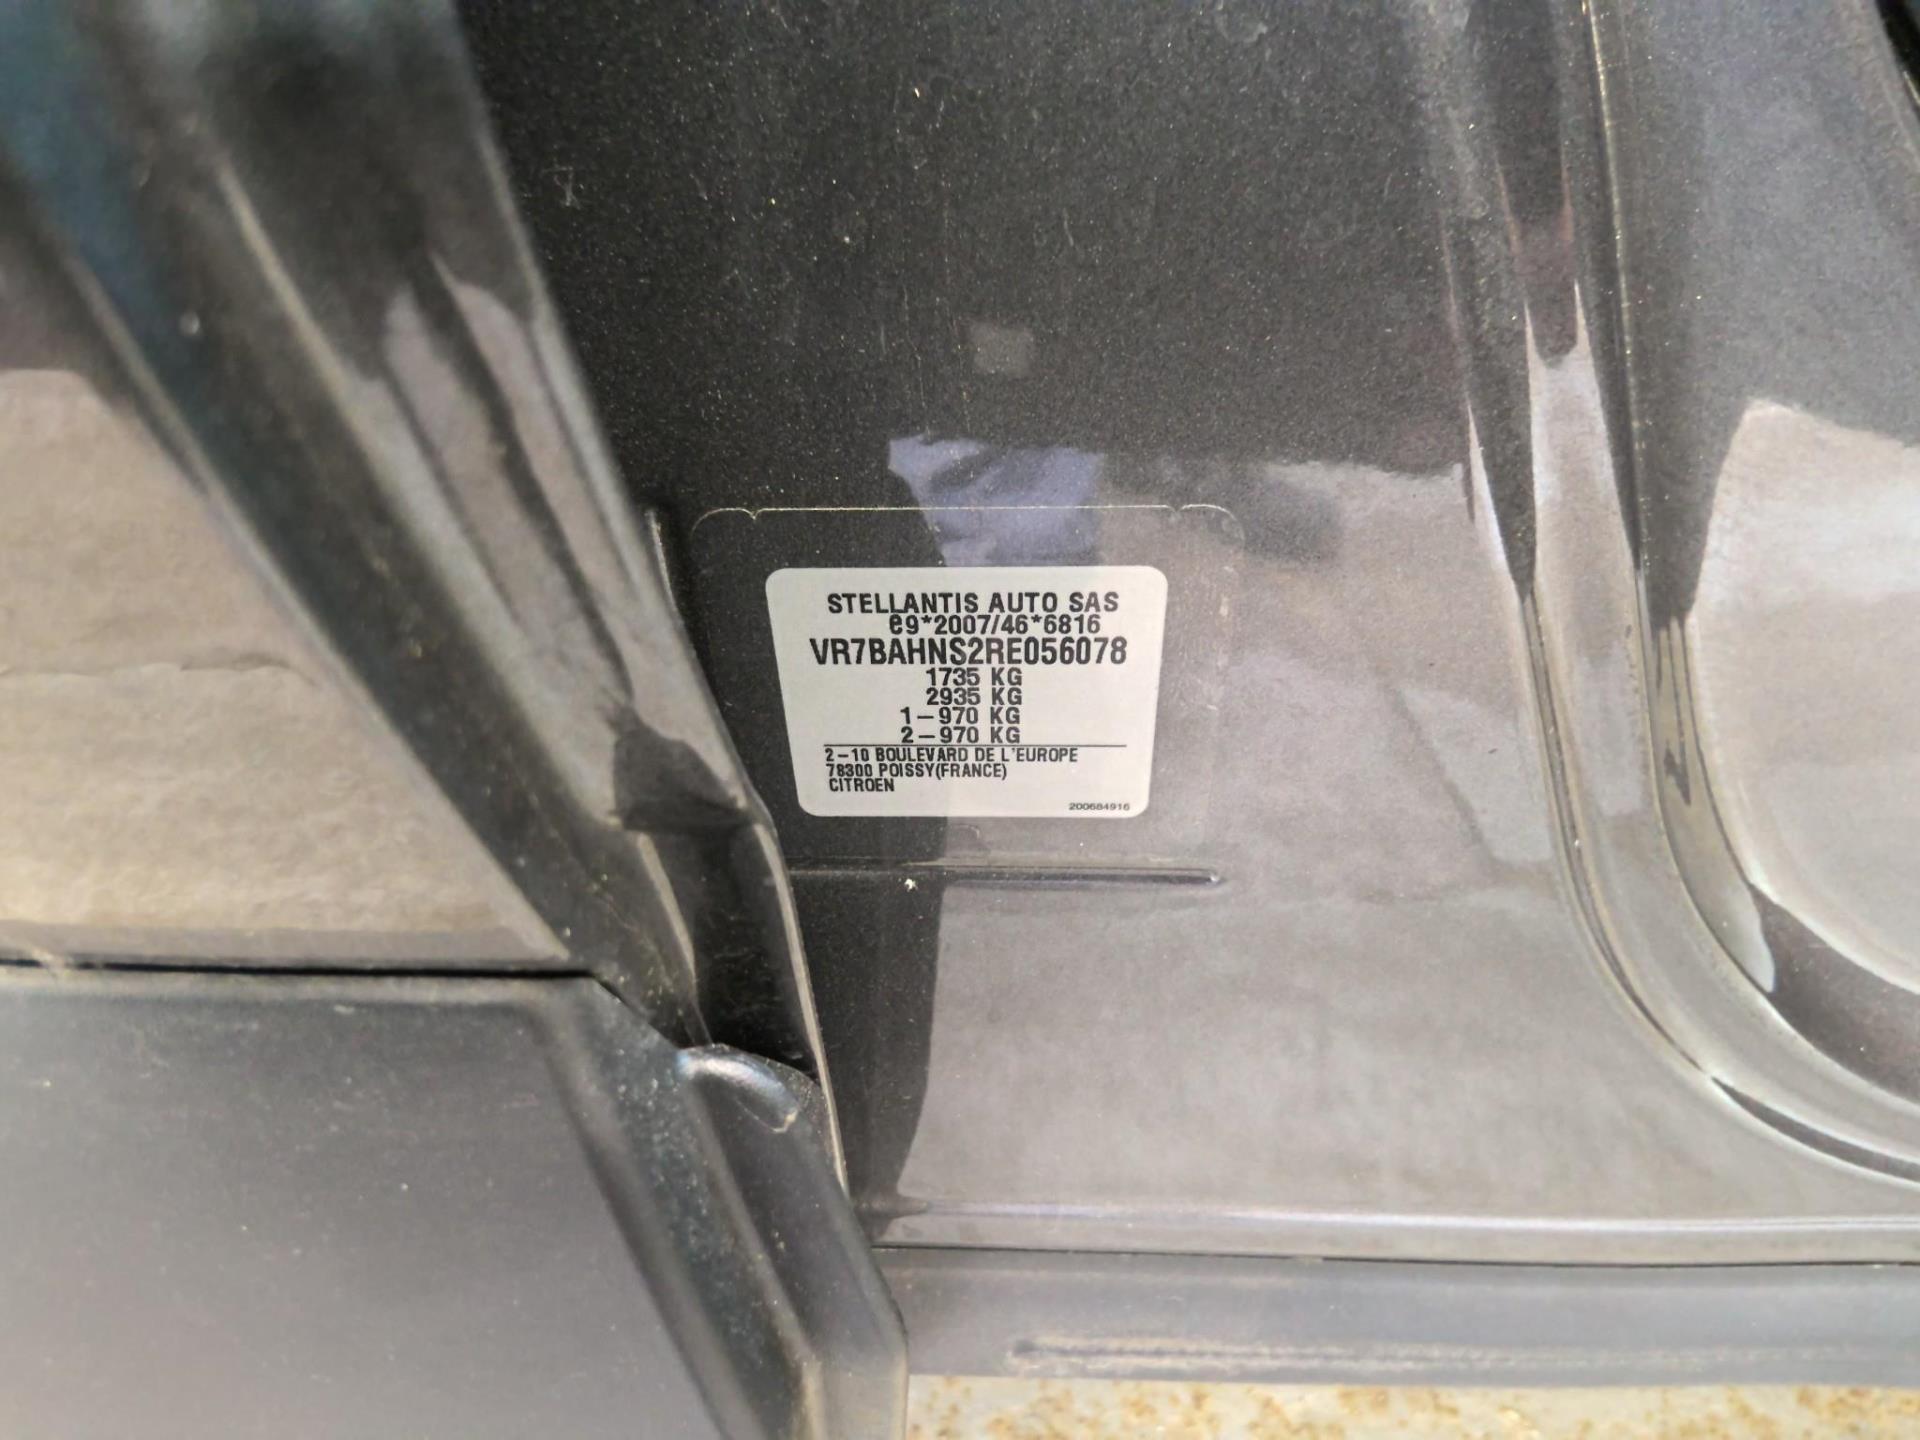 STELLANTIS AUTO SAS
e9*2007/46*6816
VR7BAHNS2RE056078
1735 KG
2935 KG
1-970 KG
2-970 KG
2-10 BOULEVARD DE L'EUROPE
78300 POISSY(FRANCE)
CITROEN
200684916